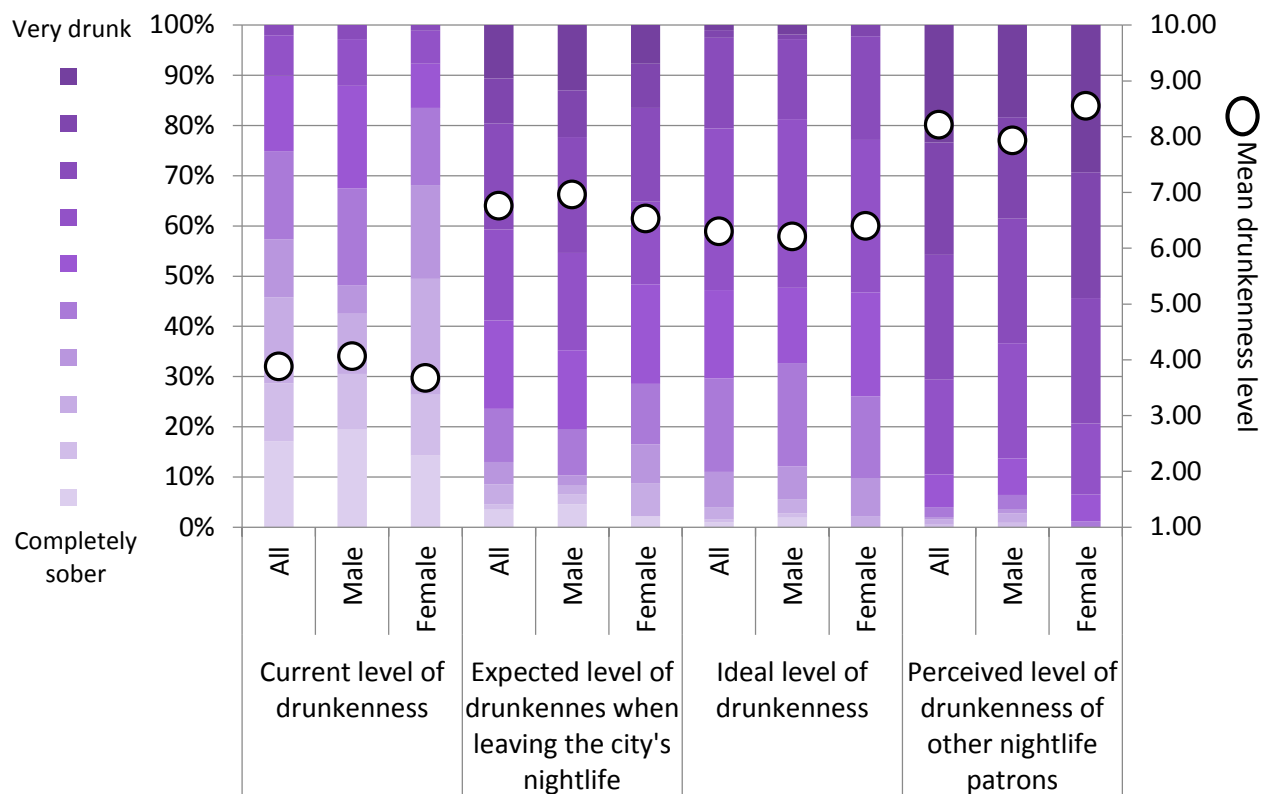 Very drunk
Completely
sober
100%
90%
80%
70%
60%
50%
40%
30%
20%
10%
0%
10.00
9.00
8.00
7.00
6.00
5.00
4.00
3.00
2.00
1.00
Mean drunkenness level
All
Male
Female
All
Male
Female
All
Male
Female
All
Male
Female
Current level of
drunkenness
Expected level of
drunkennes when
leaving the city's
nightlife
Ideal level of
drunkenness
Perceived level of
drunkenness of
other nightlife
patrons